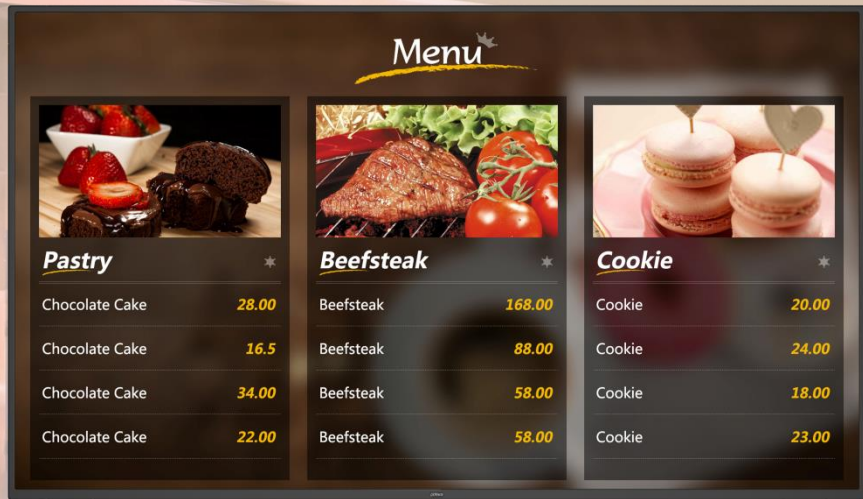 Menu
Pastry
Chocolate Cake 28.00
Chocolate Cake 16.5
Chocolate Cake 34.00
Chocolate Cake 22.00
Beefsteak
Beefsteak 168.00
Beefsteak 88.00
Beefsteak 58.00
Beefsteak 58.00
Cookie
Cookie 20.00
Cookie 24.00
Cookie 18.00
Cookie 23.00